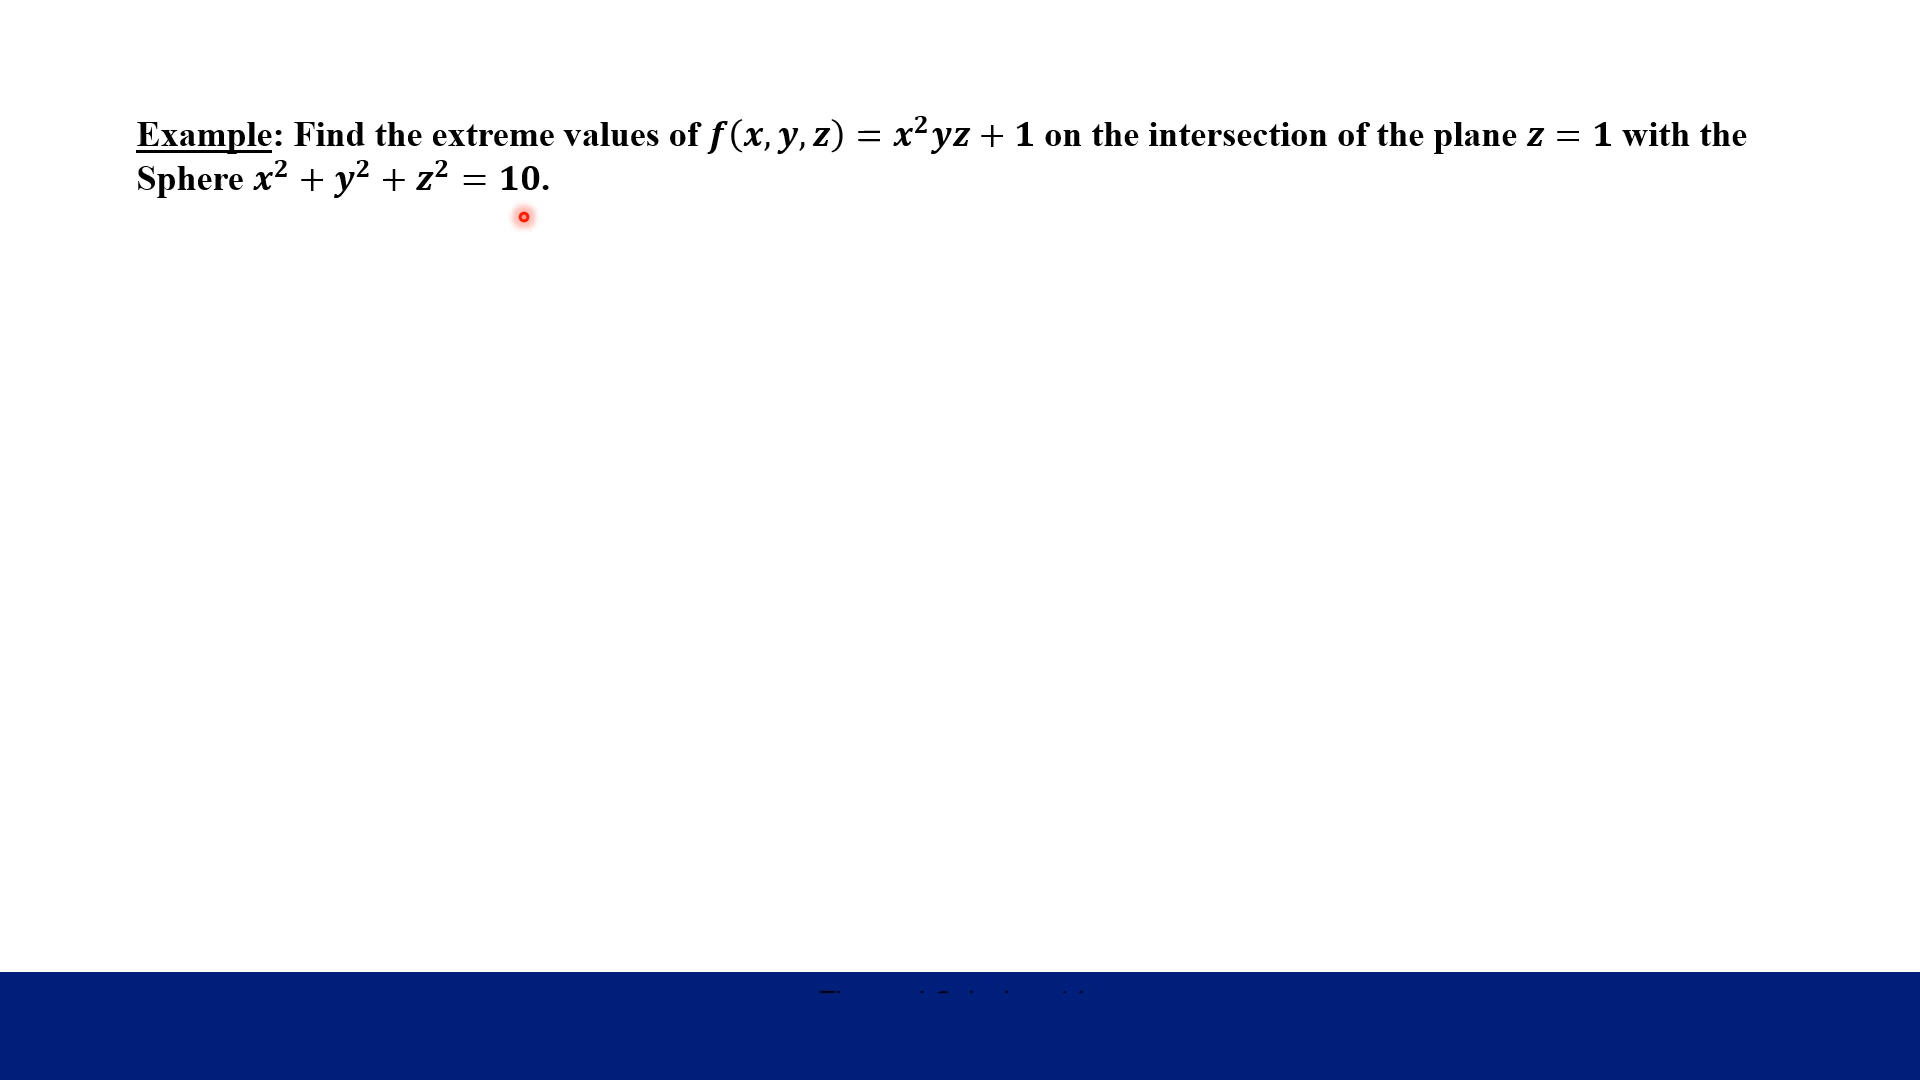 Example: Find the extreme values of f(x, y, z) = x²yz + 1 on the intersection of the plane z = 1 with the
Sphere x² + y² + z² = 10.